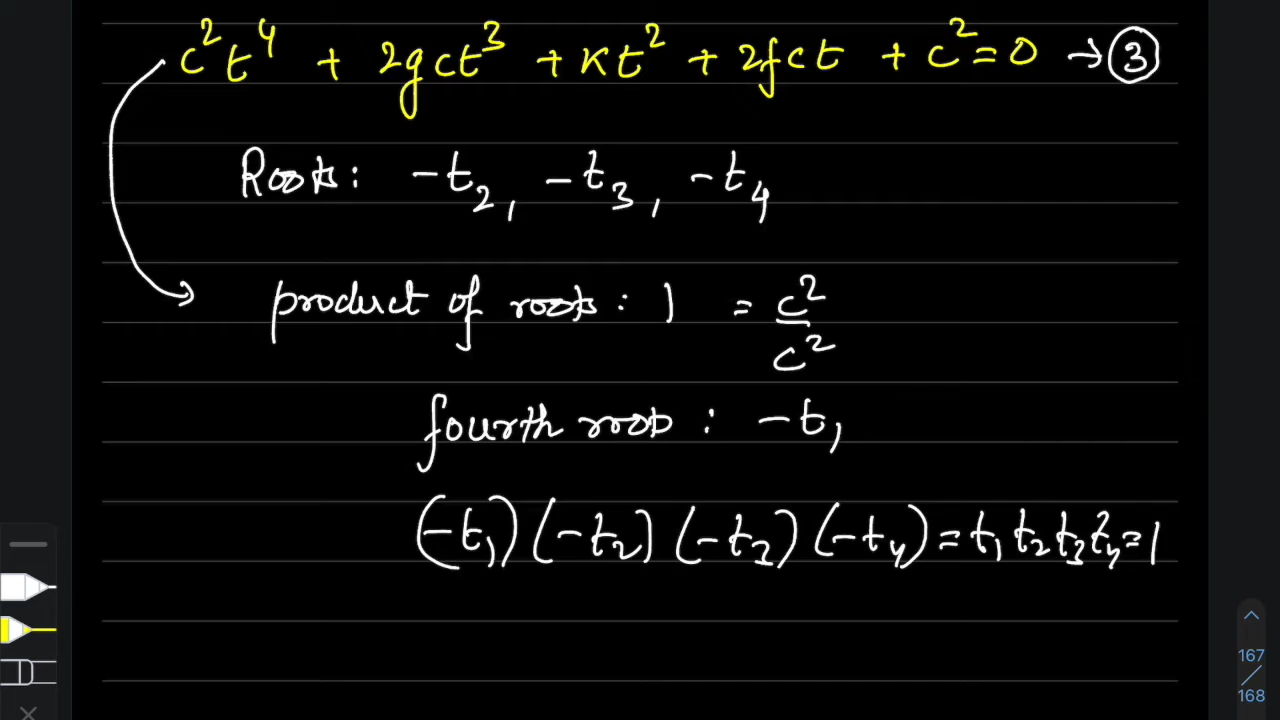 c²t⁴ + 2gct³ + Kt² + 2fct + c² = 0 → ③
Roots: -t₂, -t₃, -t₄
product of roots: 1 = c²/c²
fourth root: -t₁
(-t₁)(-t₂)(-t₃)(-t₄) = t₁t₂t₃t₄ = 1
167
/
168